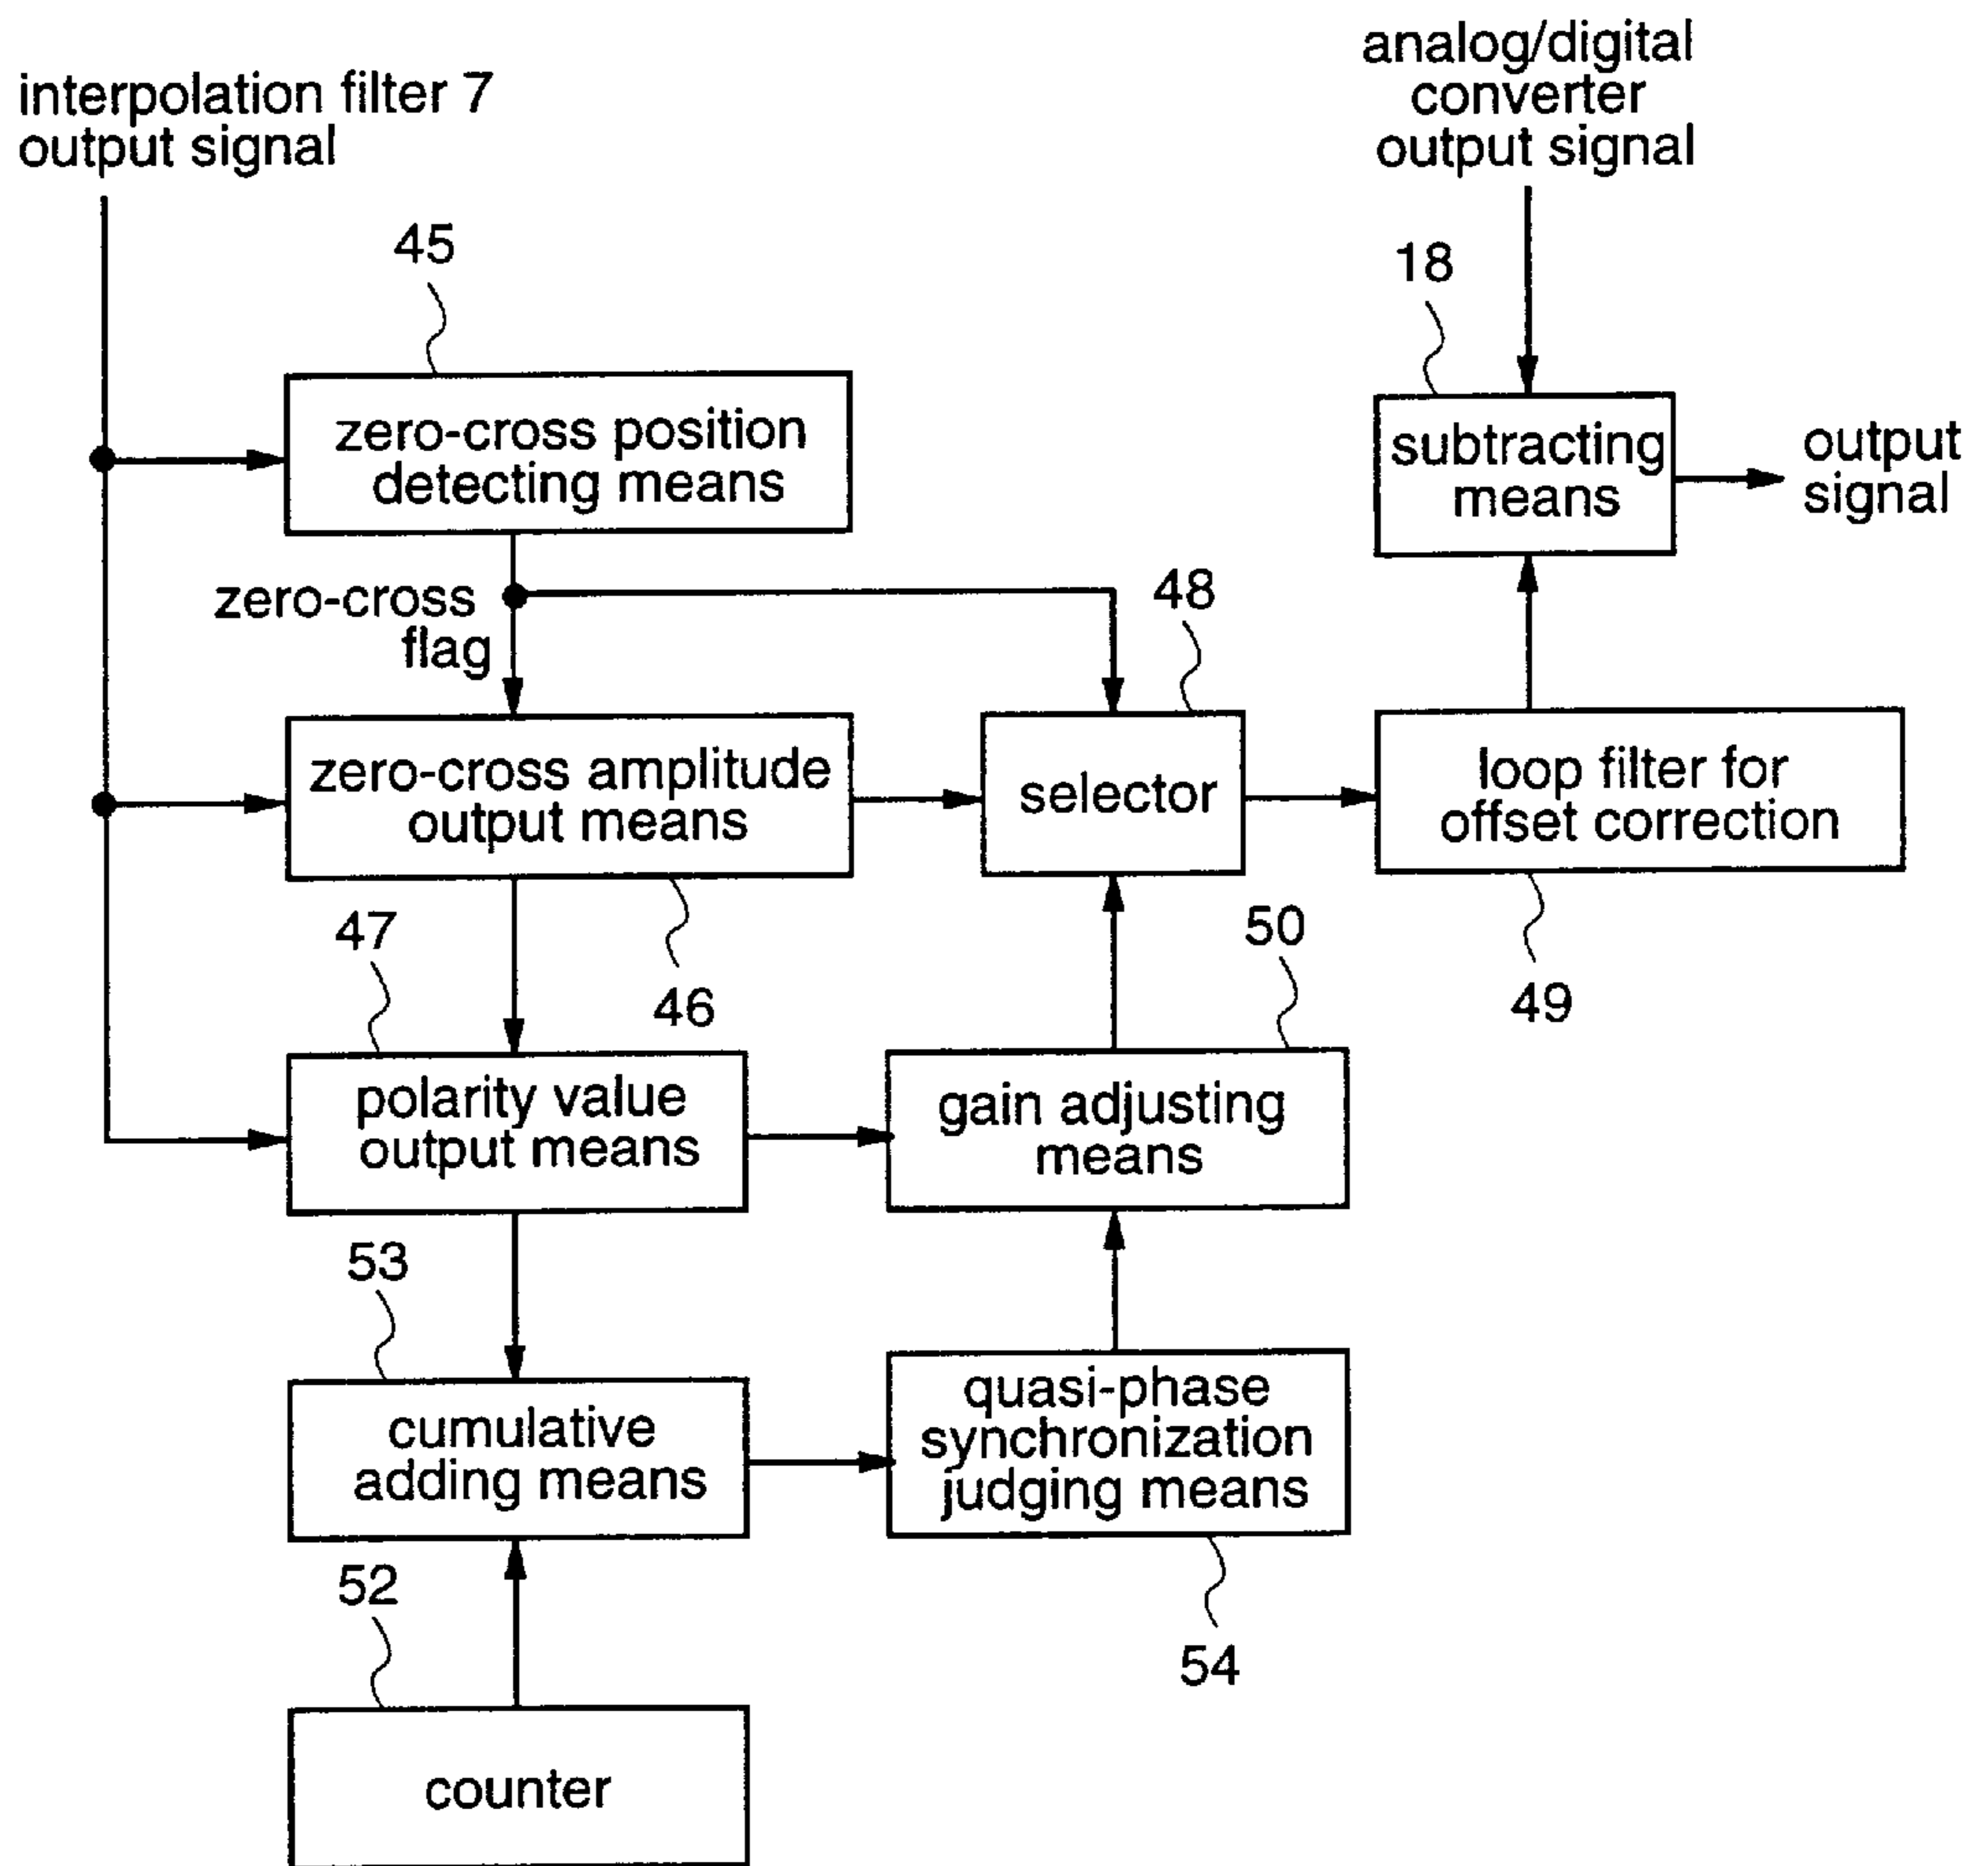 analog/digital
converter
output signal
interpolation filter 7
output signal
45
18
zero-cross position
detecting means
subtracting
means
output
signal
zero-cross
flag
48
zero-cross amplitude
output means
selector
loop filter for
offset correction
47
46
50
49
polarity value
output means
gain adjusting
means
53
cumulative
adding means
quasi-phase
synchronization
judging means
52
54
counter